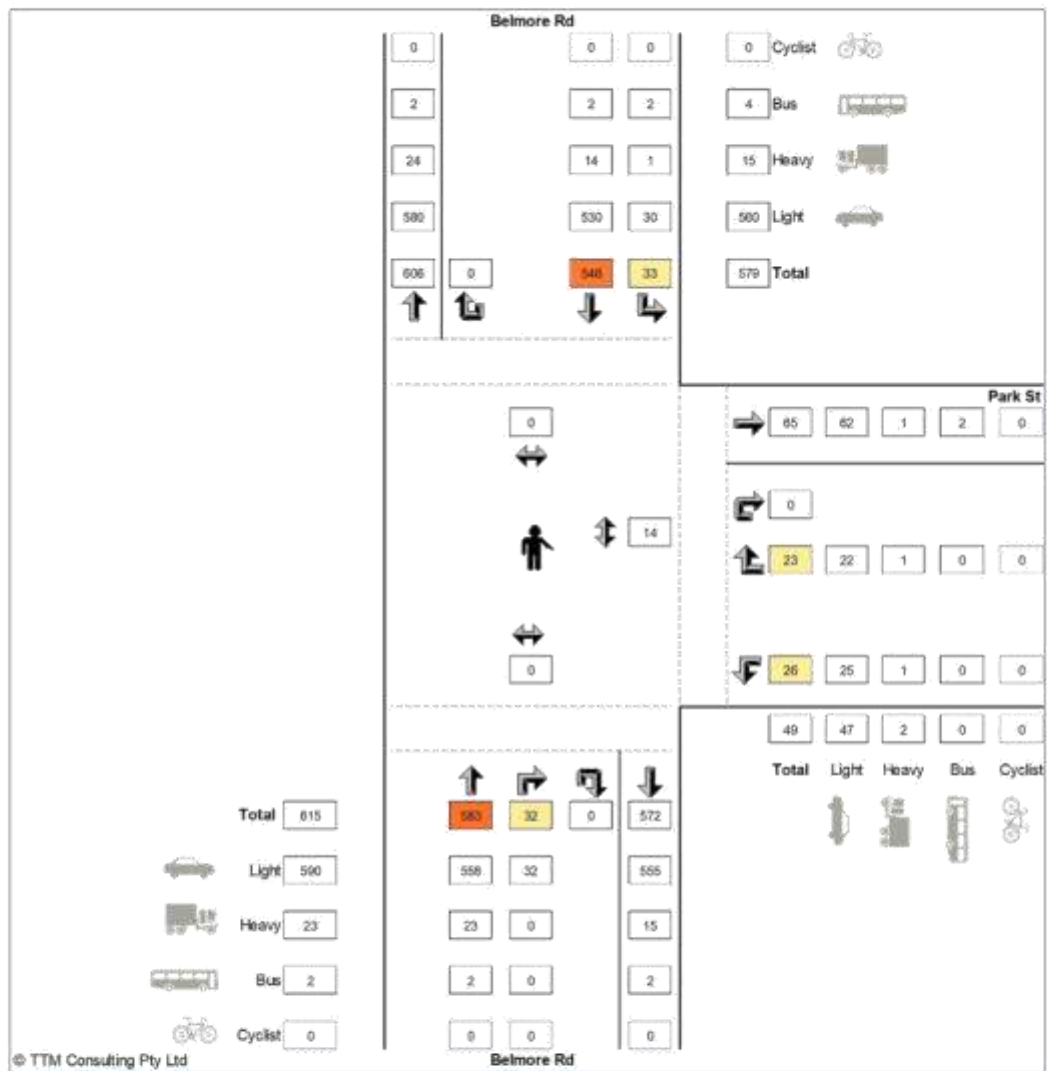 Belmore Rd
0 0 0 0 Cyclist
2 2 2 4 Bus
24 14 1 15 Heavy
580 530 30 560 Light
606 0 546 33 579 Total
Park St
0 65 62 1 2 0
0
14
23 22 1 0 0
0 26 25 1 0 0
49 47 2 0 0
Total Light Heavy Bus Cyclist
Total 615 583 32 0 572
Light 590 558 32 555
Heavy 23 23 0 15
Bus 2 2 0 2
Cyclist 0 0 0 0
© TTM Consulting Pty Ltd
Belmore Rd